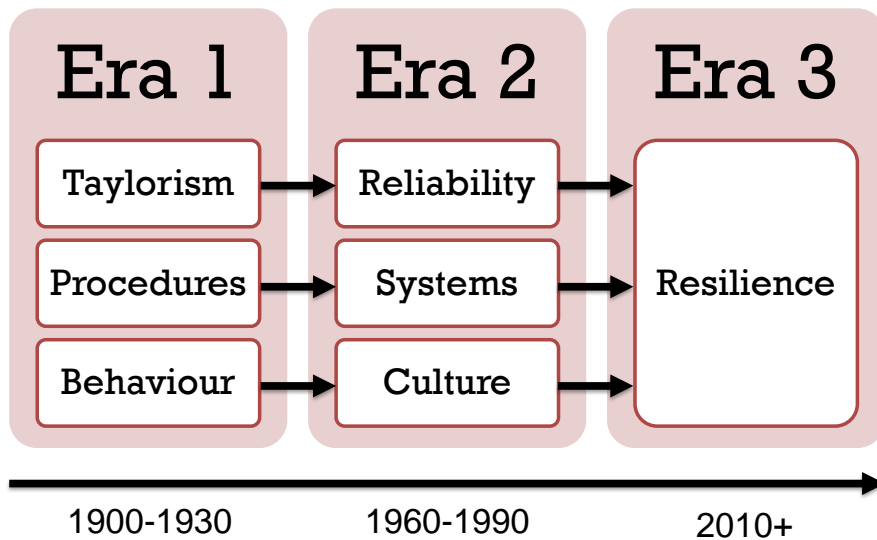 Era 1
Era 2
Era 3
Taylorism
Reliability
Procedures
Systems
Resilience
Behaviour
Culture
1900-1930
1960-1990
2010+